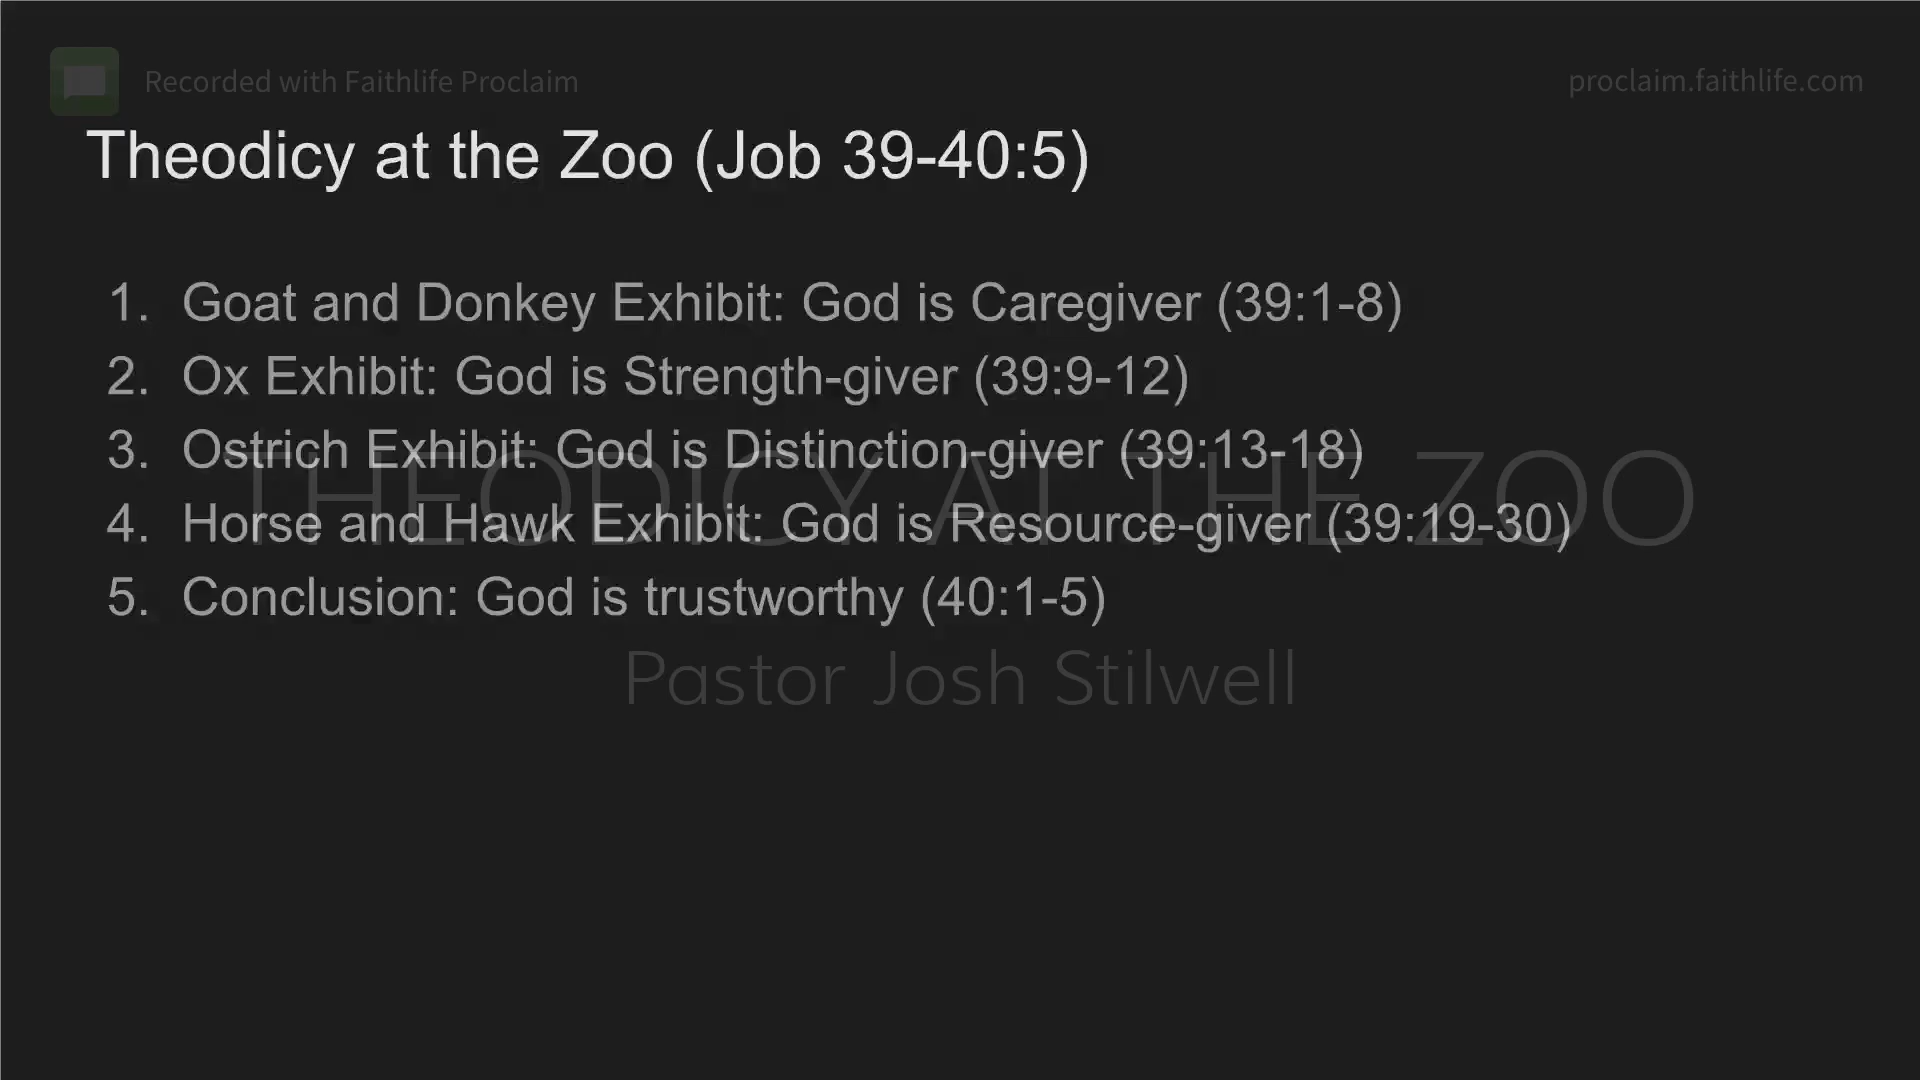 Recorded with Faithlife Proclaim
proclaim.faithlife.com
Theodicy at the Zoo (Job 39-40:5)
1. Goat and Donkey Exhibit: God is Caregiver (39:1-8)
2. Ox Exhibit: God is Strength-giver (39:9-12)
3. Ostrich Exhibit: God is Distinction-giver (39:13-18)
THEODICY AT THE ZOO
4. Horse and Hawk Exhibit: God is Resource-giver (39:19-30)
5. Conclusion: God is trustworthy (40:1-5)
Pastor Josh Stilwell